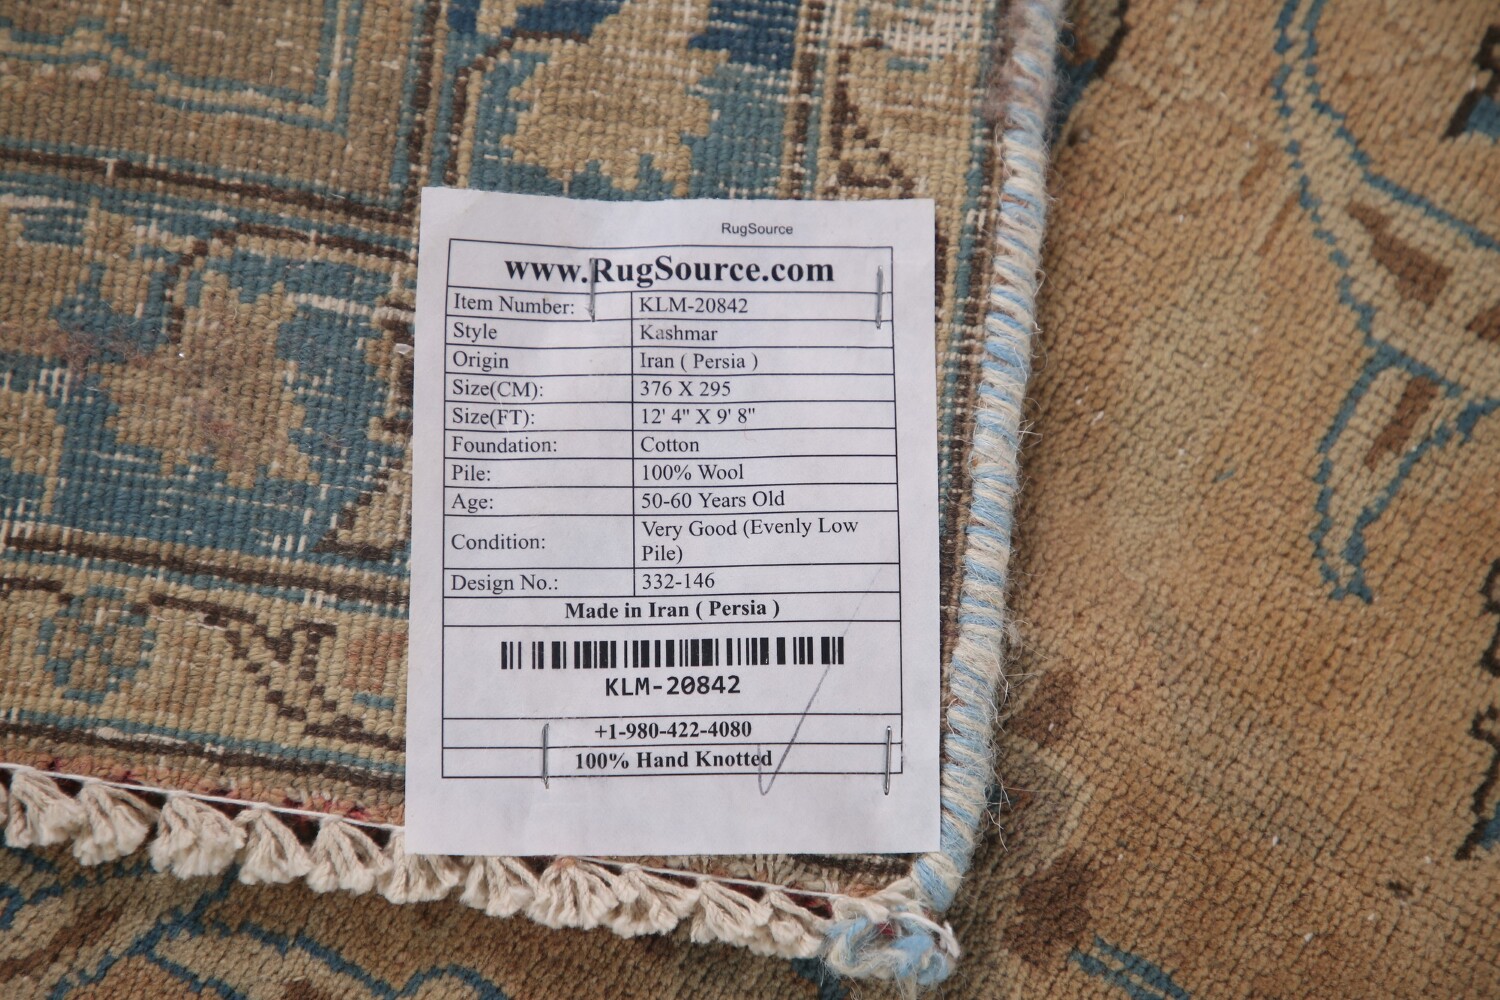 RugSource
www.RugSource.com
Item Number: KLM-20842
Style Kashmar
Origin Iran ( Persia )
Size(CM): 376 X 295
Size(FT): 12' 4" X 9' 8"
Foundation: Cotton
Pile: 100% Wool
Age: 50-60 Years Old
Condition: Very Good (Evenly Low
Pile)
Design No.: 332-146
Made in Iran ( Persia )
KLM-20842
+1-980-422-4080
100% Hand Knotted